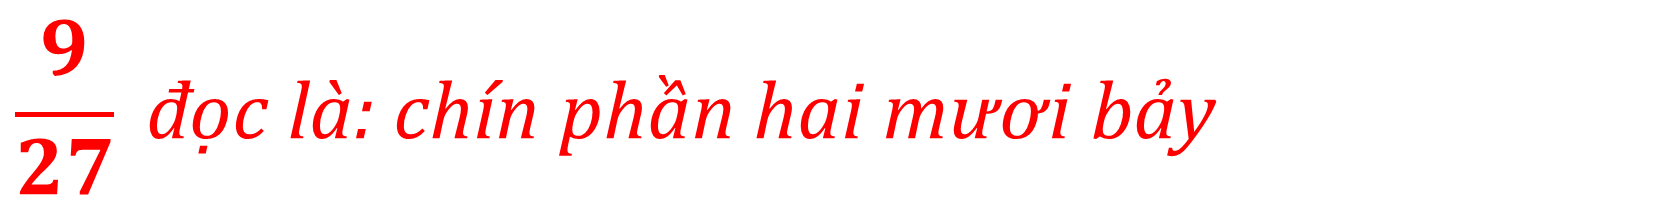 9/27 đọc là: chín phần hai mươi bảy